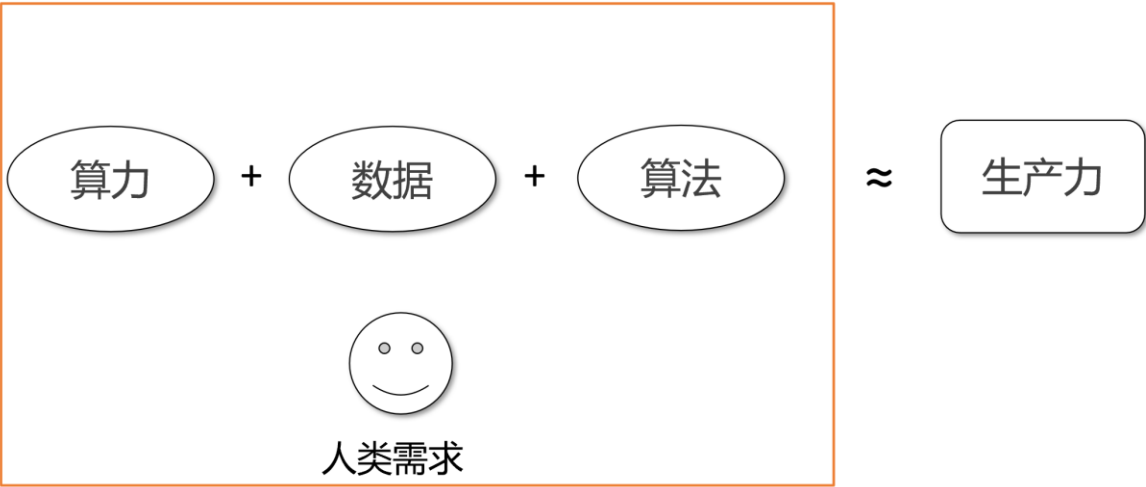 算力 + 数据 + 算法 ≈ 生产力
人类需求